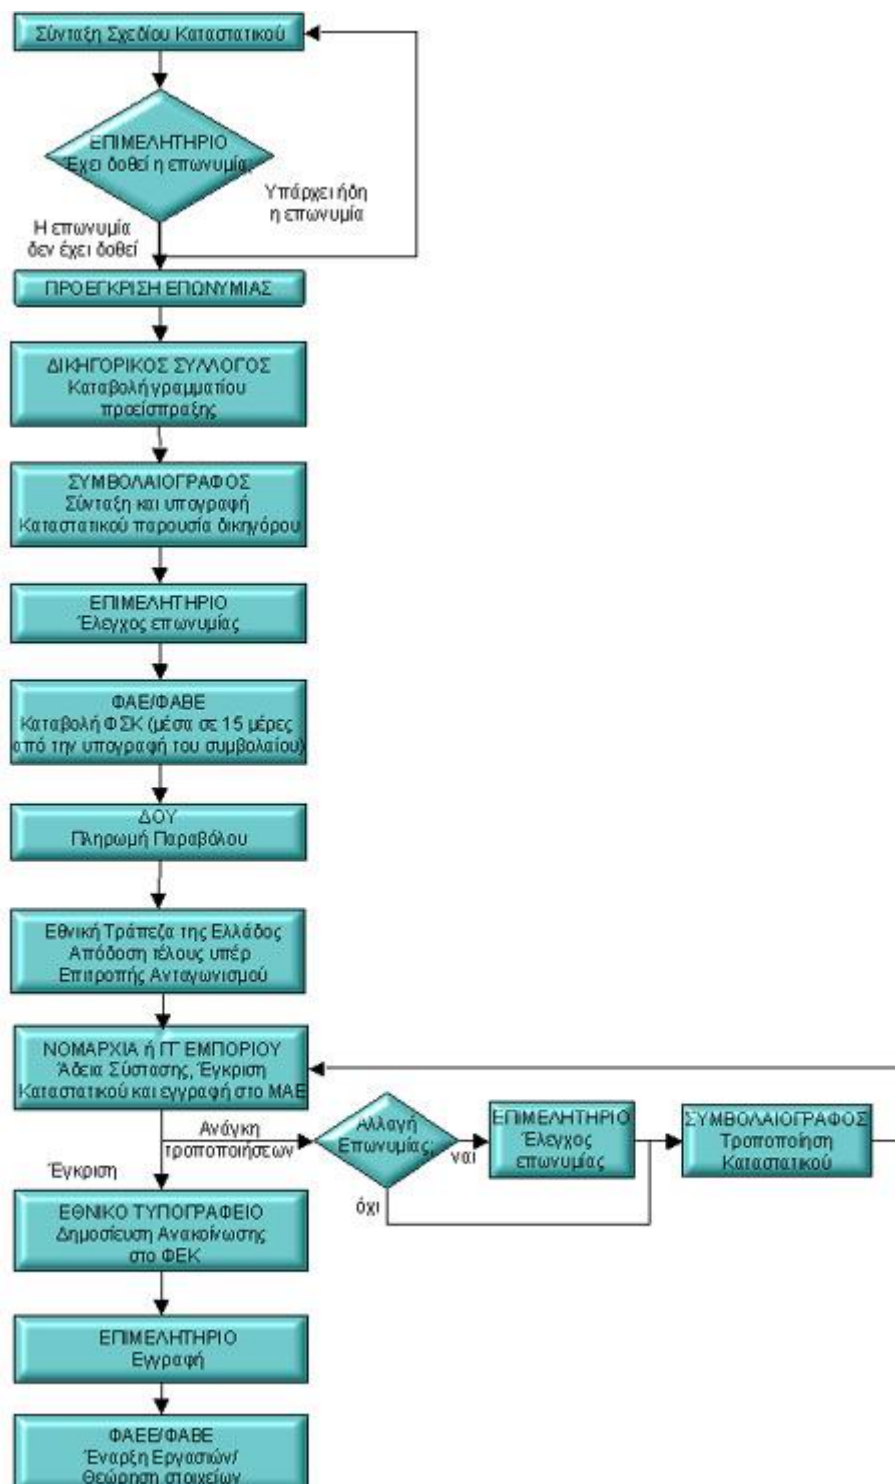 Σύνταξη Σχεδίου Καταστατικού
ΕΠΙΜΕΛΗΤΗΡΙΟ
Έχει δοθεί η επωνυμία;
Υπάρχει ήδη
η επωνυμία
Η επωνυμία
δεν έχει δοθεί
ΠΡΟΕΓΚΡΙΣΗ ΕΠΩΝΥΜΙΑΣ
ΔΙΚΗΓΟΡΙΚΟΣ ΣΥΛΛΟΓΟΣ
Καταβολή γραμματίου
προείσπραξης
ΣΥΜΒΟΛΑΙΟΓΡΑΦΟΣ
Σύνταξη και υπογραφή
Καταστατικού παρουσία δικηγόρου
ΕΠΙΜΕΛΗΤΗΡΙΟ
Έλεγχος επωνυμίας
ΦΑΕ/ΦΑΒΕ
Καταβολή ΦΣΚ (μέσα σε 15 μέρες
από την υπογραφή του συμβολαίου)
ΔΟΥ
Πληρωμή Παραβόλου
Εθνική Τράπεζα της Ελλάδος
Απόδοση τέλους υπέρ
Επιτροπής Ανταγωνισμού
ΝΟΜΑΡΧΙΑ ή ΓΓ ΕΜΠΟΡΙΟΥ
Άδεια Σύστασης, Έγκριση
Καταστατικού και εγγραφή στο ΜΑΕ
Ανάγκη
τροποποιήσεων
Αλλαγή
Επωνυμίας;
ναι
όχι
ΕΠΙΜΕΛΗΤΗΡΙΟ
Έλεγχος
επωνυμίας
ΣΥΜΒΟΛΑΙΟΓΡΑΦΟΣ
Τροποποίηση
Καταστατικού
Έγκριση
ΕΘΝΙΚΟ ΤΥΠΟΓΡΑΦΕΙΟ
Δημοσίευση Ανακοίνωσης
στο ΦΕΚ
ΕΠΙΜΕΛΗΤΗΡΙΟ
Εγγραφή
ΦΑΕΕ/ΦΑΒΕ
Έναρξη Εργασιών/
Θεώρηση στοιχείων